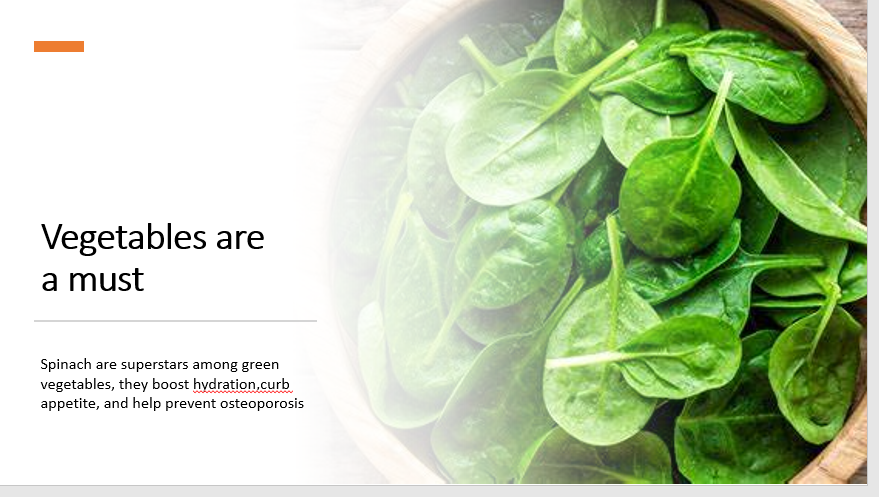 Vegetables are
a must
Spinach are superstars among green
vegetables, they boost hydration,curb
appetite, and help prevent osteoporosis